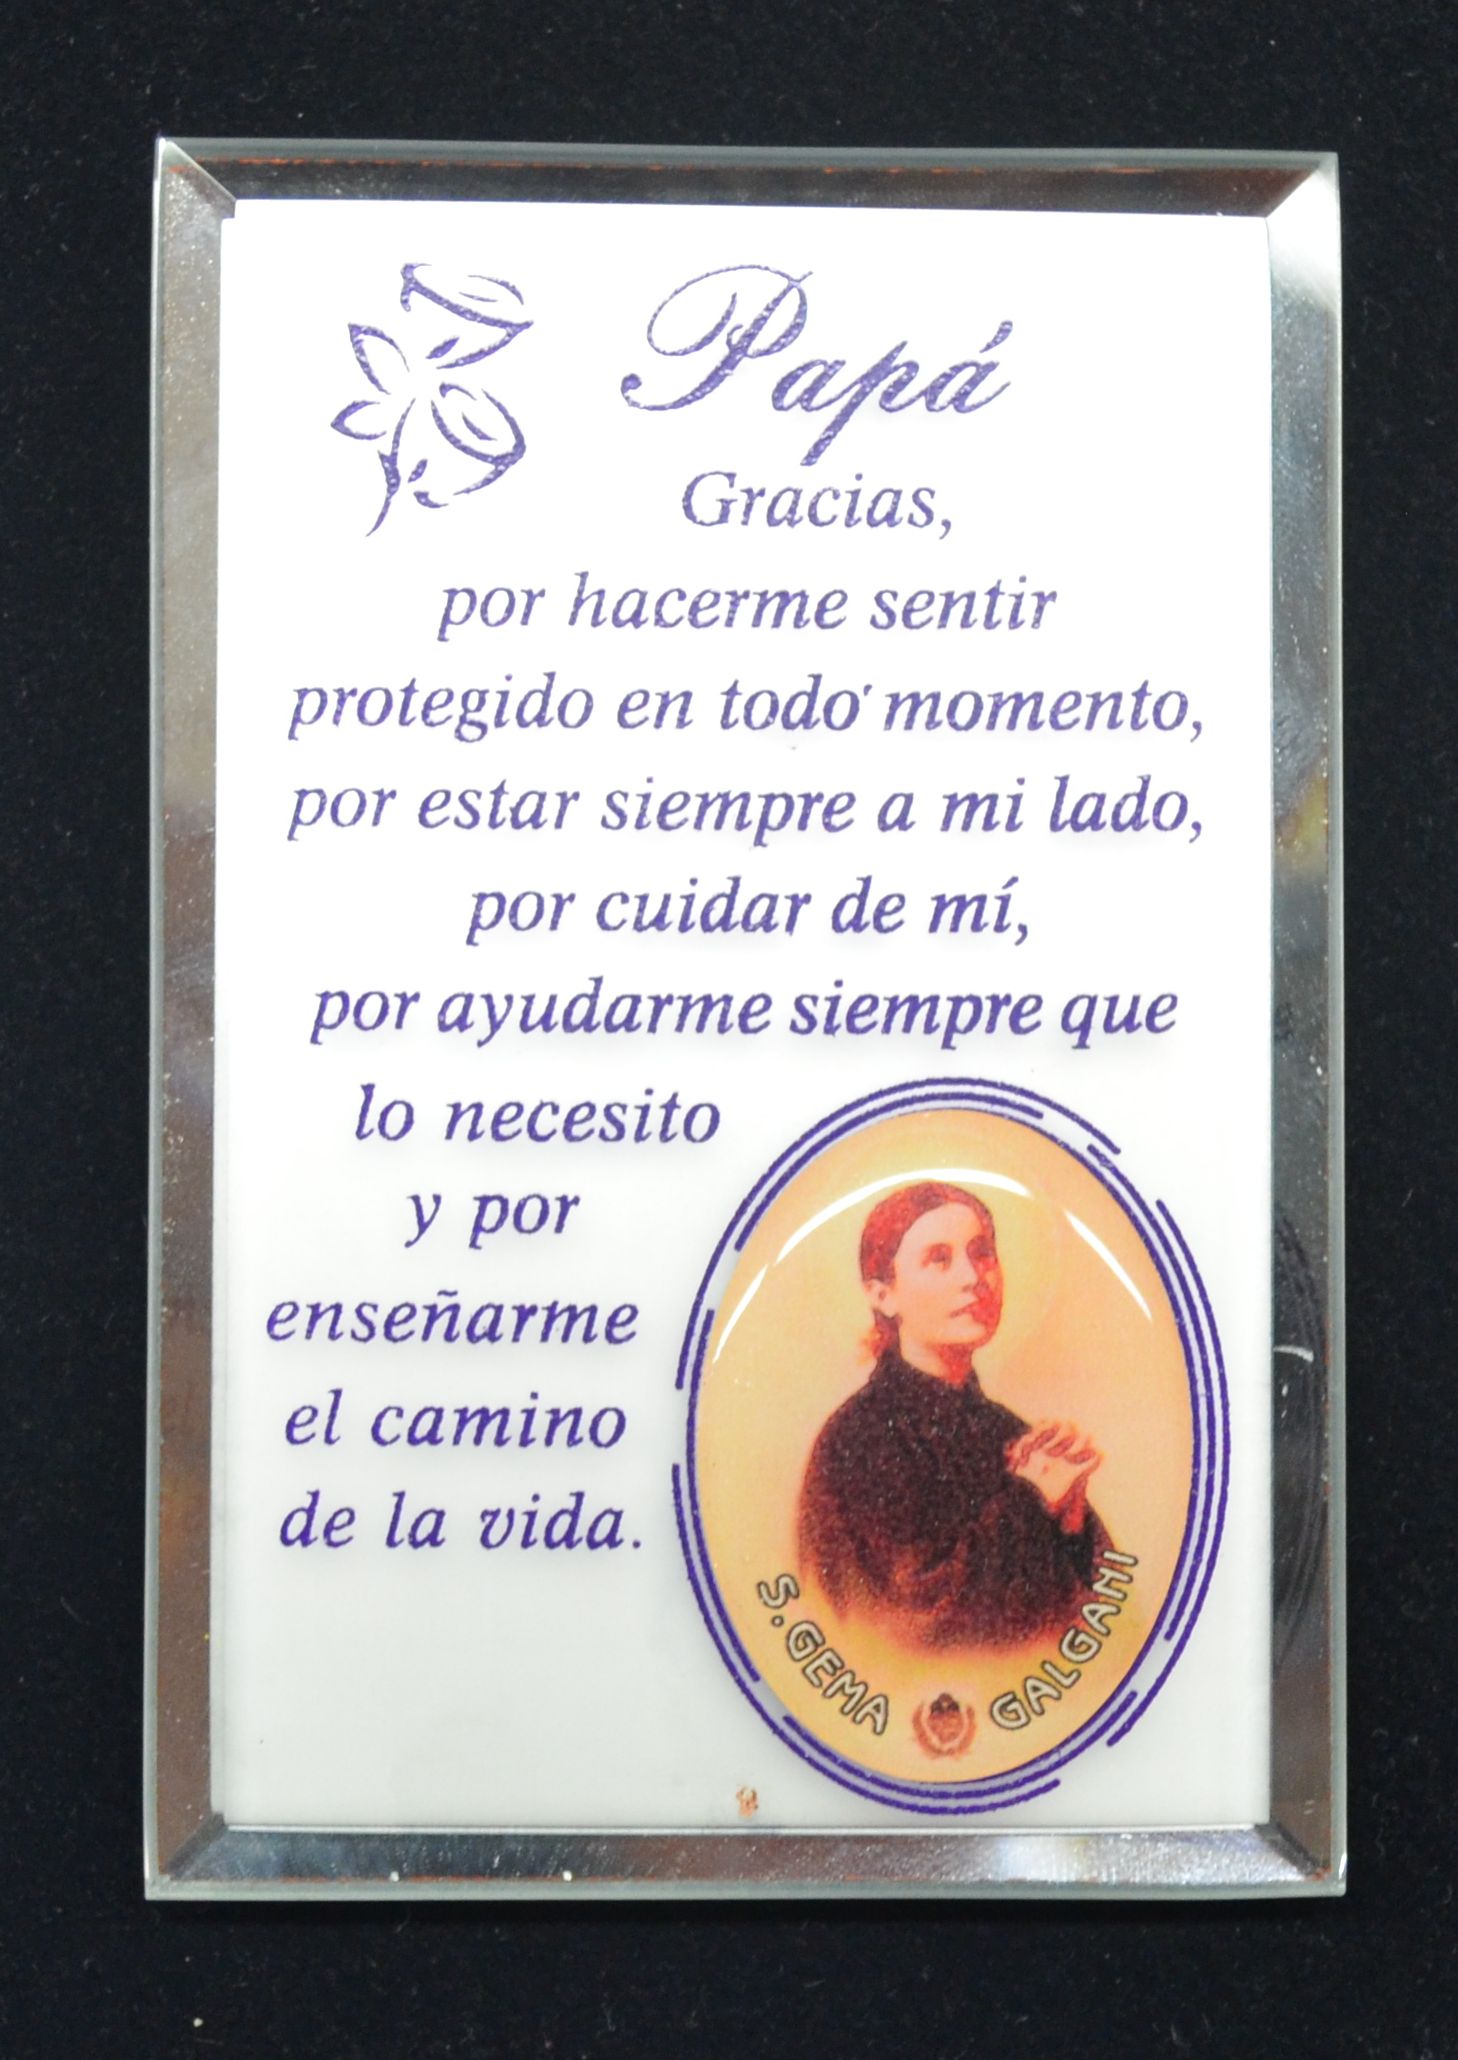 Papá
Gracias,
por hacerme sentir
protegido en todo momento,
por estar siempre a mi lado,
por cuidar de mí,
por ayudarme siempre que
lo necesito
y por
enseñarme
el camino
de la vida.
S. GEMA GALGANI